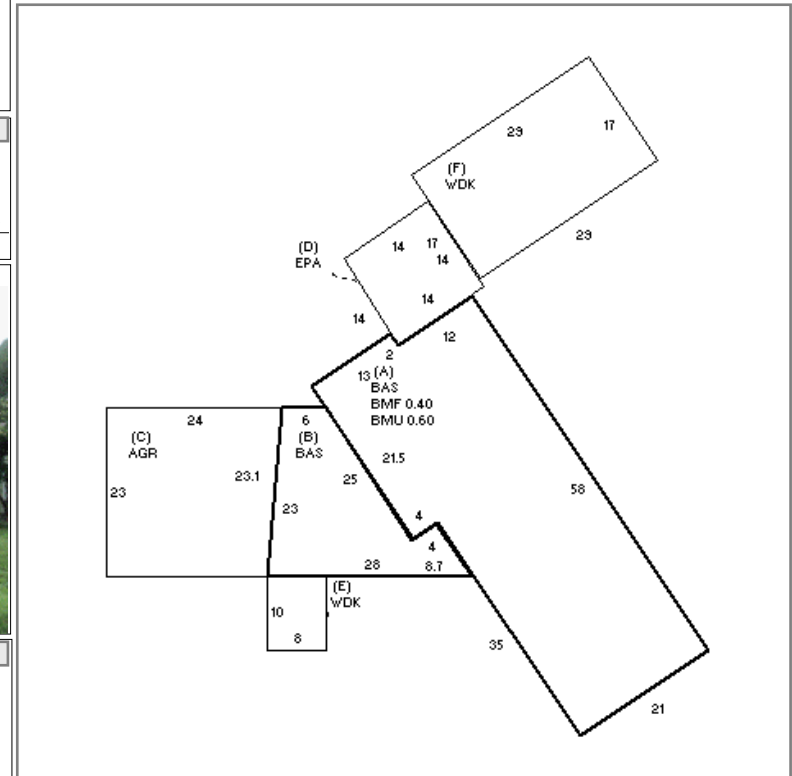 29
17
(F)
WDK
(D)
EPA
14
17
14
29
14
14
12
2
13 (A)
BAS
BMF 0.40
BMU 0.60
24
6
(C)
AGR
(B)
BAS
21.5
23.1
25
58
23
23
4
4
28
8.7
(E)
WDK
10
8
35
21